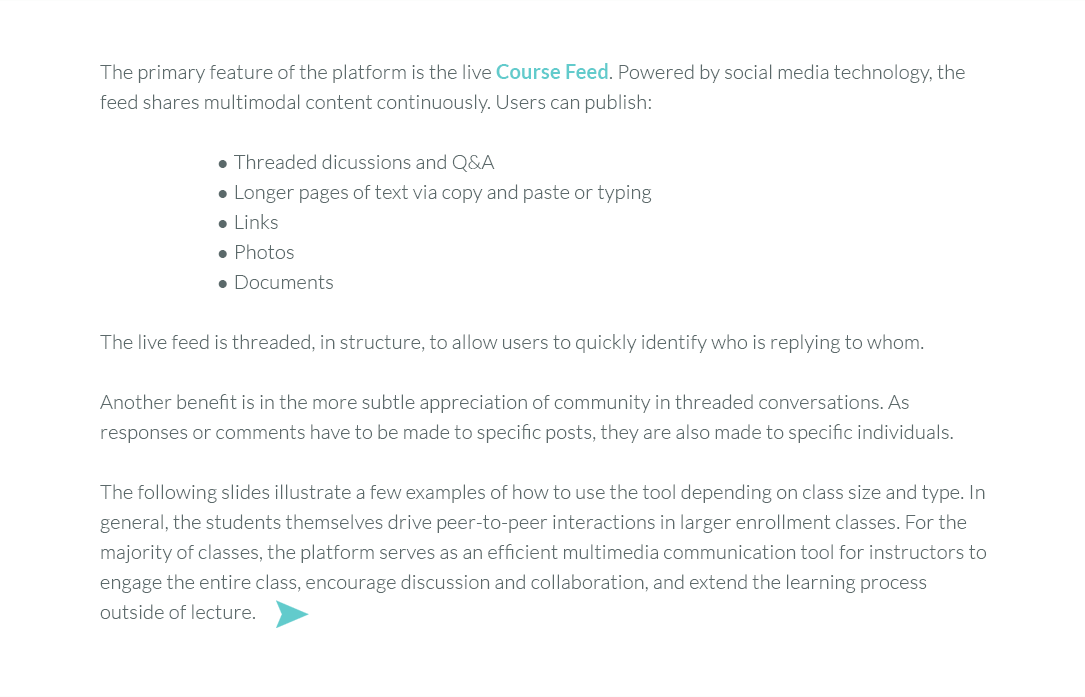 The primary feature of the platform is the live Course Feed. Powered by social media technology, the
feed shares multimodal content continuously. Users can publish:
● Threaded dicussions and Q&A
● Longer pages of text via copy and paste or typing
● Links
● Photos
● Documents
The live feed is threaded, in structure, to allow users to quickly identify who is replying to whom.
Another benefit is in the more subtle appreciation of community in threaded conversations. As
responses or comments have to be made to specific posts, they are also made to specific individuals.
The following slides illustrate a few examples of how to use the tool depending on class size and type. In
general, the students themselves drive peer-to-peer interactions in larger enrollment classes. For the
majority of classes, the platform serves as an efficient multimedia communication tool for instructors to
engage the entire class, encourage discussion and collaboration, and extend the learning process
outside of lecture.